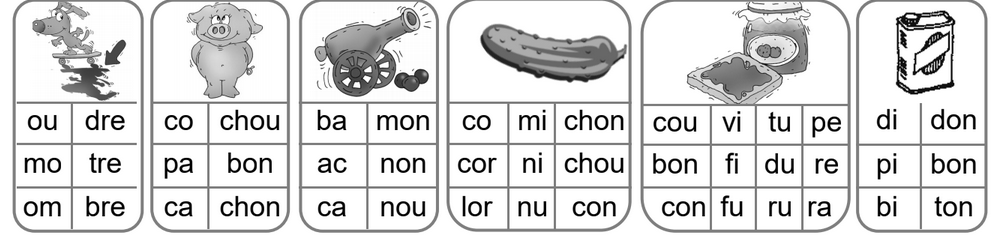 ou dre co chou ba mon co mi chon cou vi tu pe di don
mo tre pa bon ac non cor ni chou bon fi du re pi bon
om bre ca chon ca nou lor nu con con fu ru ra bi ton